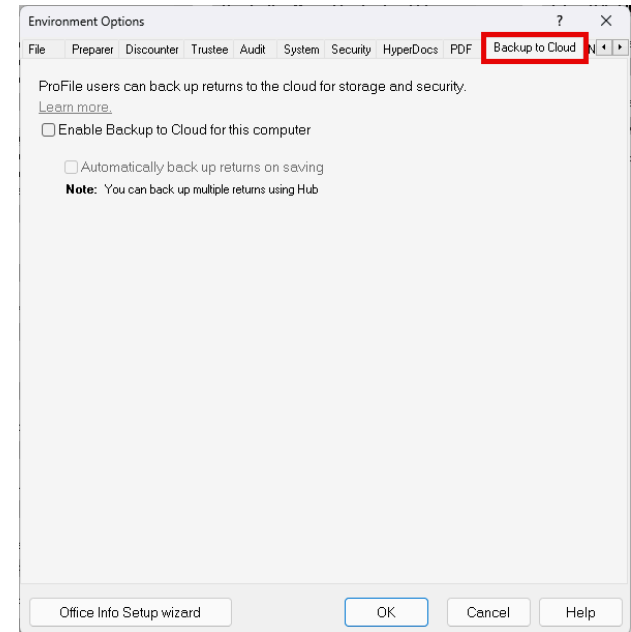 Environment Options ?
File Preparer Discounter Trustee Audit System Security HyperDocs PDF Backup to Cloud N
ProFile users can back up returns to the cloud for storage and security.
Learn more.
Enable Backup to Cloud for this computer
Automatically back up returns on saving
Note: You can back up multiple returns using Hub
Office Info Setup wizard OK Cancel Help